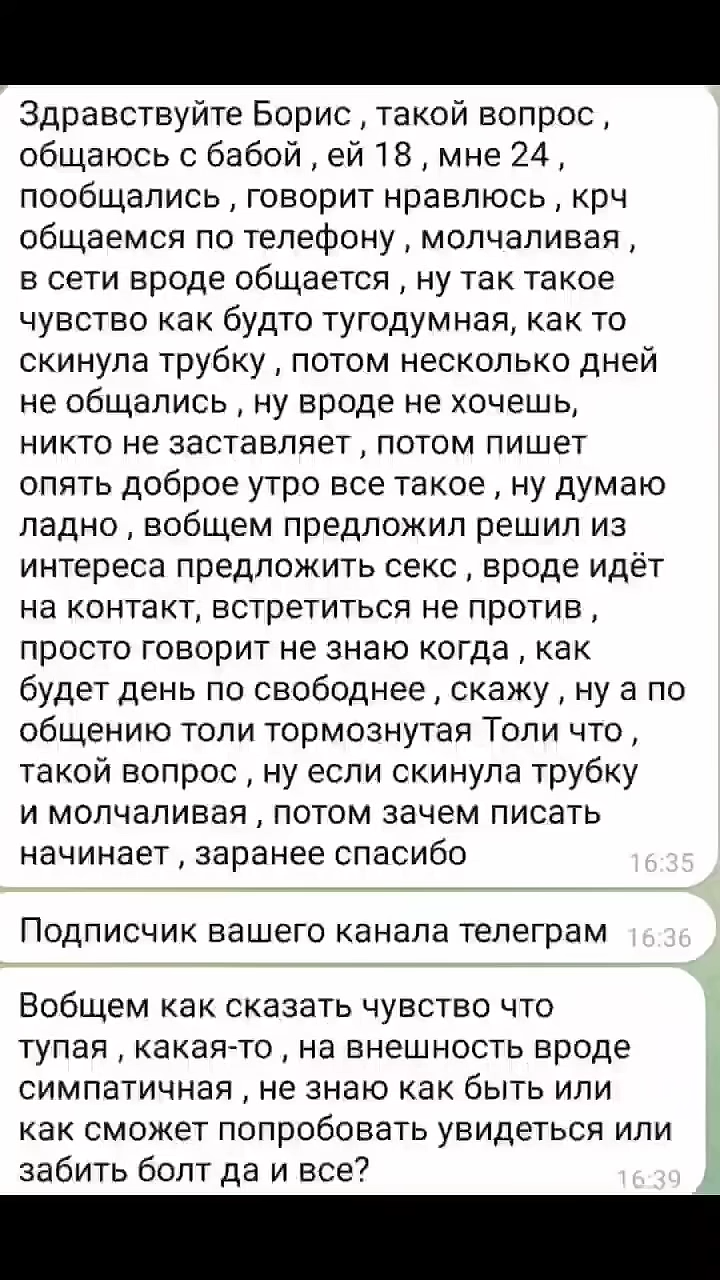 Здравствуйте Борис , такой вопрос ,
общаюсь с бабой , ей 18 , мне 24 ,
пообщались , говорит нравлюсь , крч
общаемся по телефону , молчаливая ,
в сети вроде общается , ну так такое
чувство как будто тугодумная, как то
скинула трубку , потом несколько дней
не общались , ну вроде не хочешь,
никто не заставляет , потом пишет
опять доброе утро все такое , ну думаю
ладно , вобщем предложил решил из
интереса предложить секс , вроде идёт
на контакт, встретиться не против ,
просто говорит не знаю когда , как
будет день по свободнее , скажу , ну а по
общению толи тормознутая Толи что ,
такой вопрос , ну если скинула трубку
и молчаливая , потом зачем писать
начинает , заранее спасибо
16:35
Подписчик вашего канала телеграм
16:36
Вобщем как сказать чувство что
тупая , какая-то , на внешность вроде
симпатичная , не знаю как быть или
как сможет попробовать увидеться или
забить болт да и все?
16:39